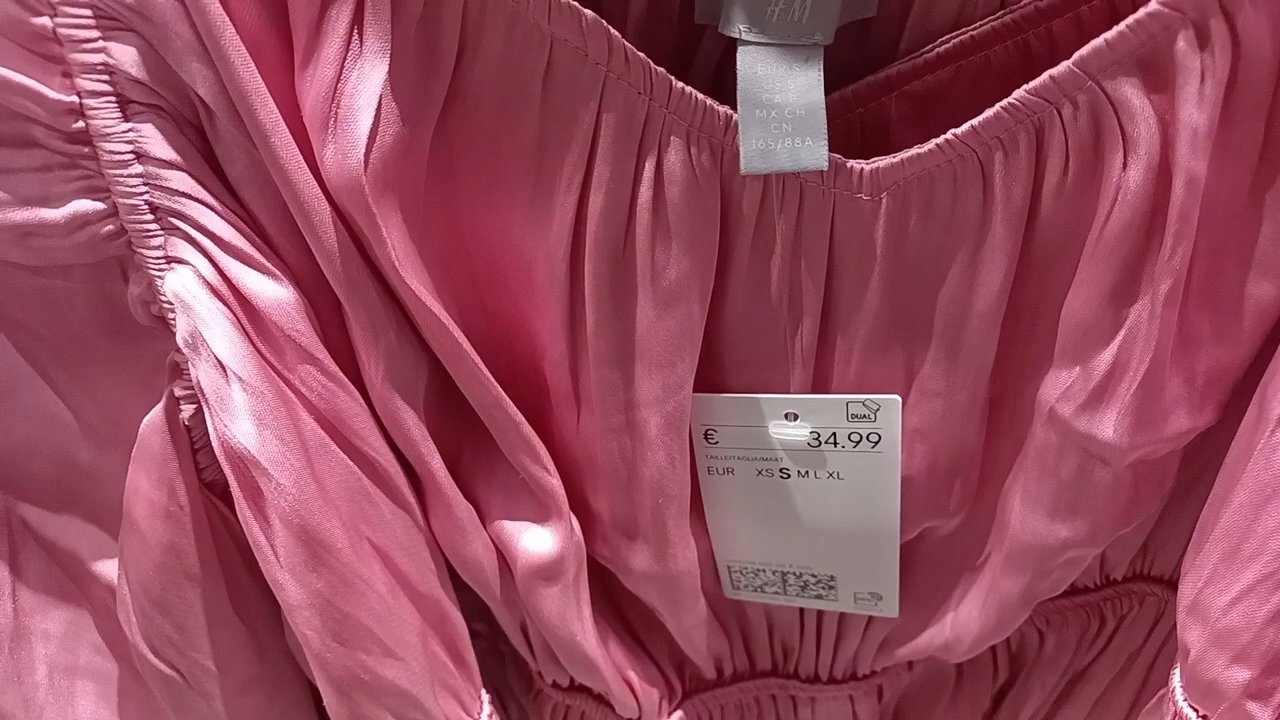 H&M
EUR S
US S
CA S
MX CH
CN
165/88A
DUAL
€ 34.99
TAILLE/TAGLIA/MAAT
EUR XS S M L XL